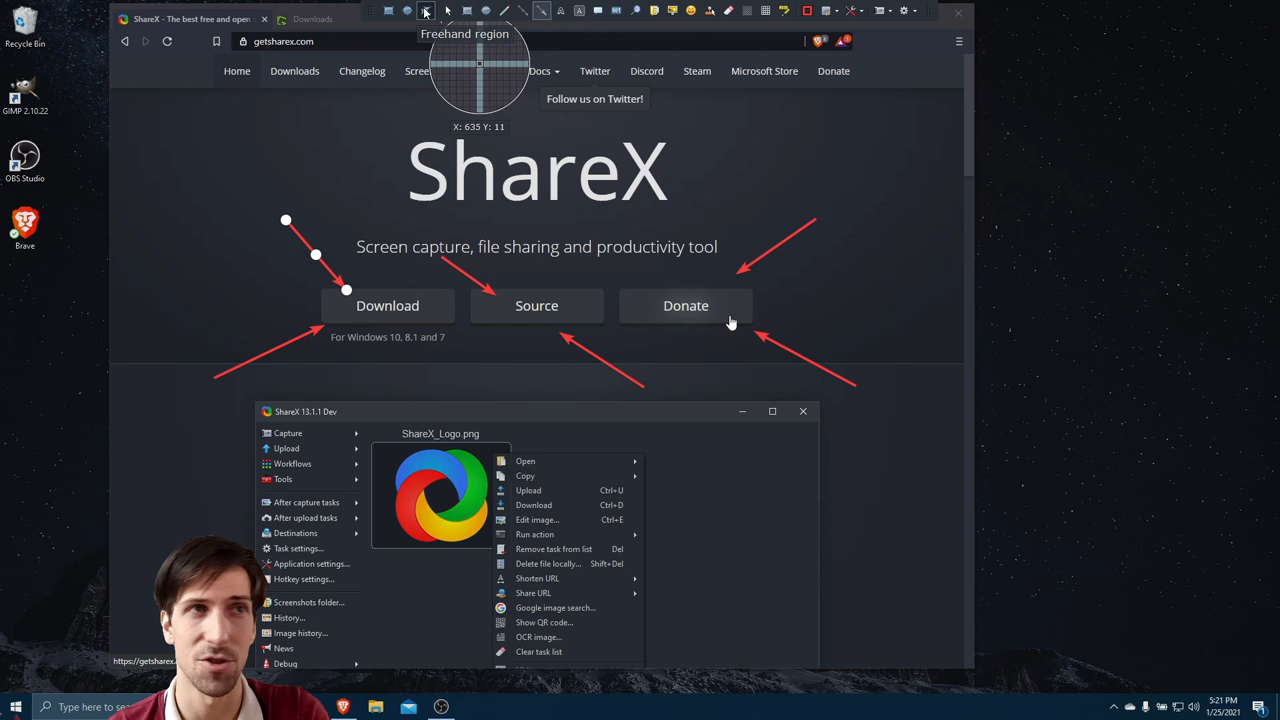 Recycle Bin
GIMP 2.10.22
OBS Studio
Brave
ShareX - The best free and open
Downloads
getsharex.com
Freehand region
Home
Downloads
Changelog
Docs
Twitter
Discord
Steam
Microsoft Store
Donate
Follow us on Twitter!
X: 635 Y: 11
ShareX
Screen capture, file sharing and productivity tool
Download
Source
Donate
For Windows 10, 8.1 and 7
ShareX 13.1.1 Dev
Capture
Upload
Workflows
Tools
After capture tasks
After upload tasks
Destinations
Task settings...
Application settings...
Hotkey settings...
Screenshots folder...
History...
Image history...
News
Debug
ShareX_Logo.png
Open
Copy
Upload Ctrl+U
Download Ctrl+D
Edit image... Ctrl+E
Run action
Remove task from list Del
Delete file locally... Shift+Del
Shorten URL
Share URL
Google image search...
Show QR code...
OCR image...
Clear task list
https://getsharex.
Type here to
5:21 PM
1/25/2021